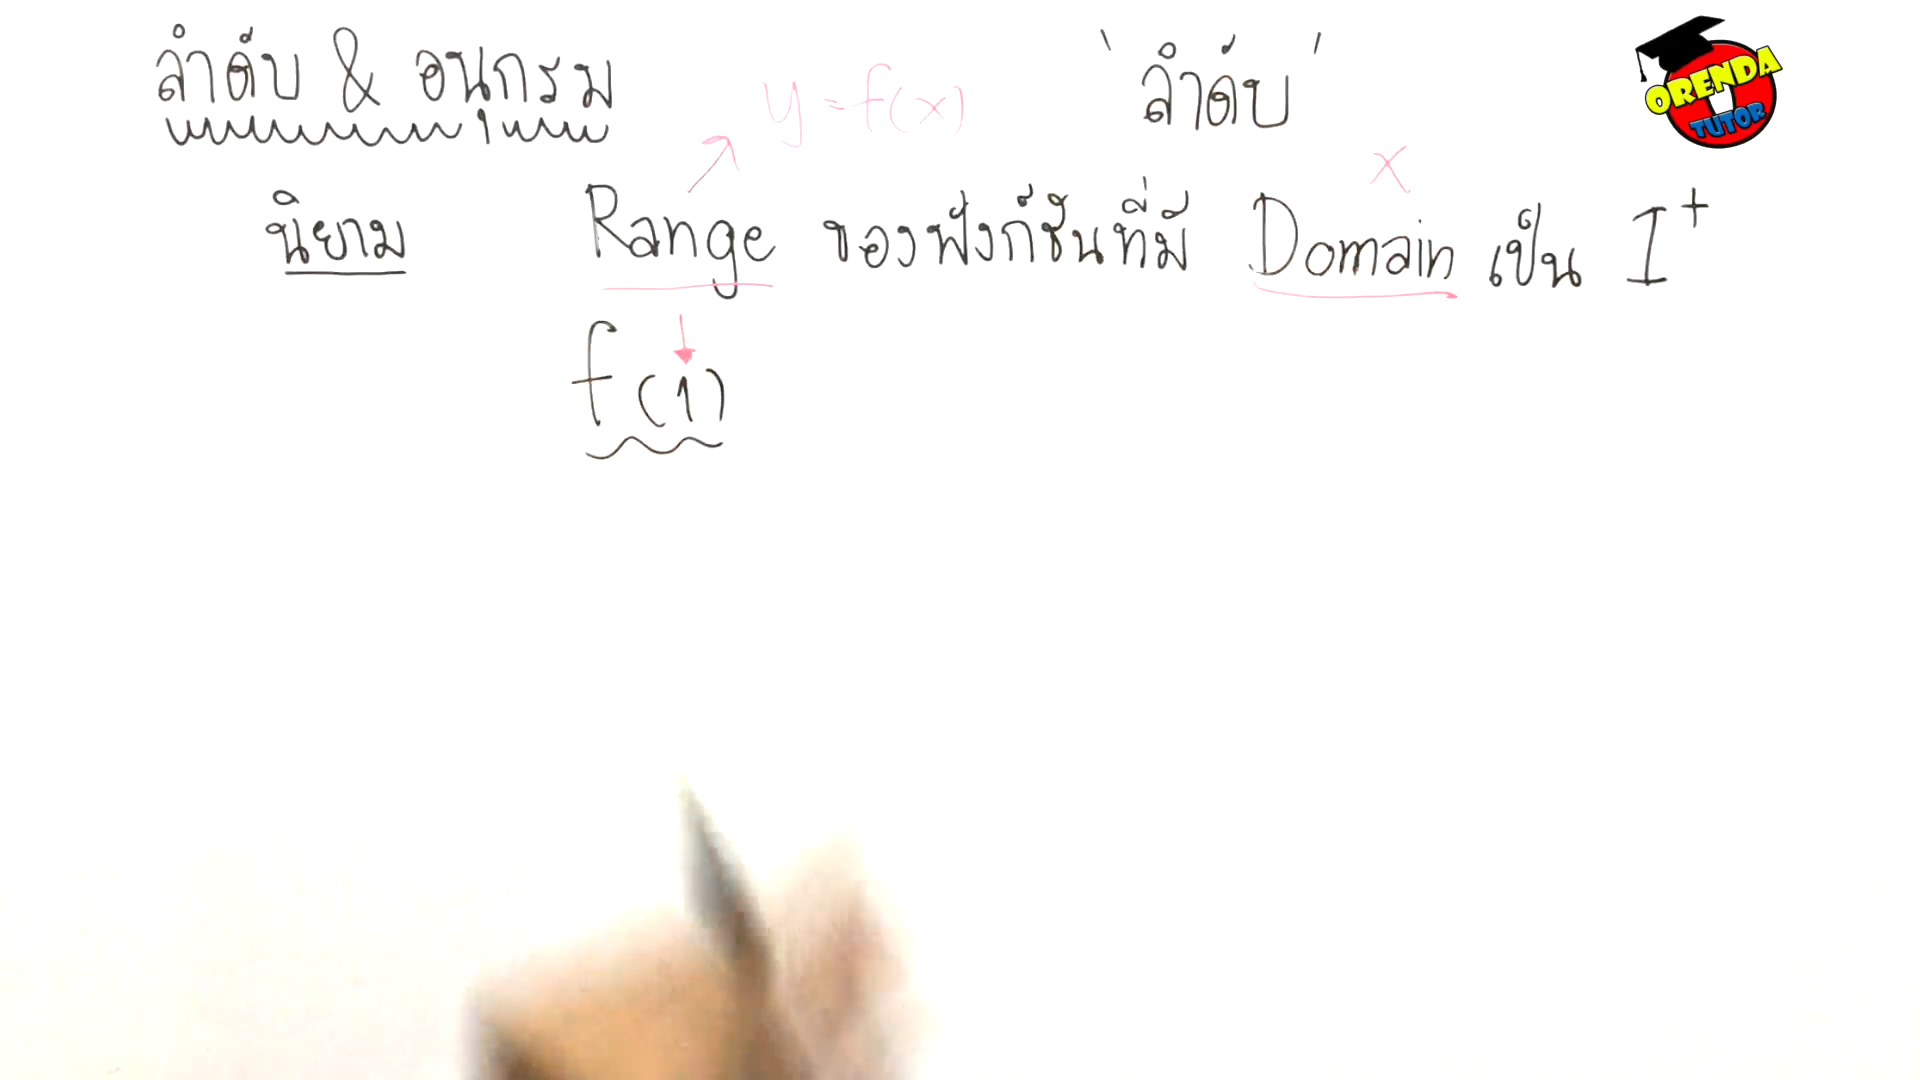 ลำดับ & อนุกรม
y = f(x)
' ลำดับ '
ORENDA
TUTOR
x
นิยาม Range ของฟังก์ชันที่มี Domain เป็น I⁺
f(1)